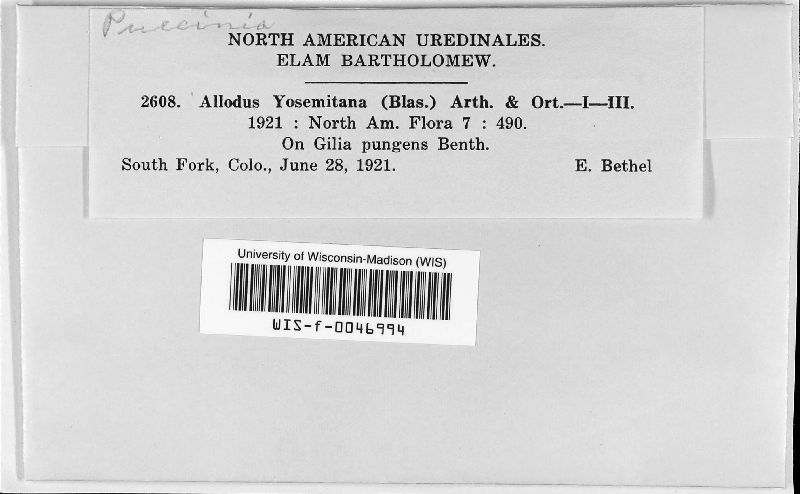 Puccinia
NORTH AMERICAN UREDINALES.
ELAM BARTHOLOMEW.
2608. Allodus Yosemitana (Blas.) Arth. & Ort.—I—III.
1921 : North Am. Flora 7 : 490.
On Gilia pungens Benth.
South Fork, Colo., June 28, 1921. E. Bethel
University of Wisconsin-Madison (WIS)
WIS-f-0046994